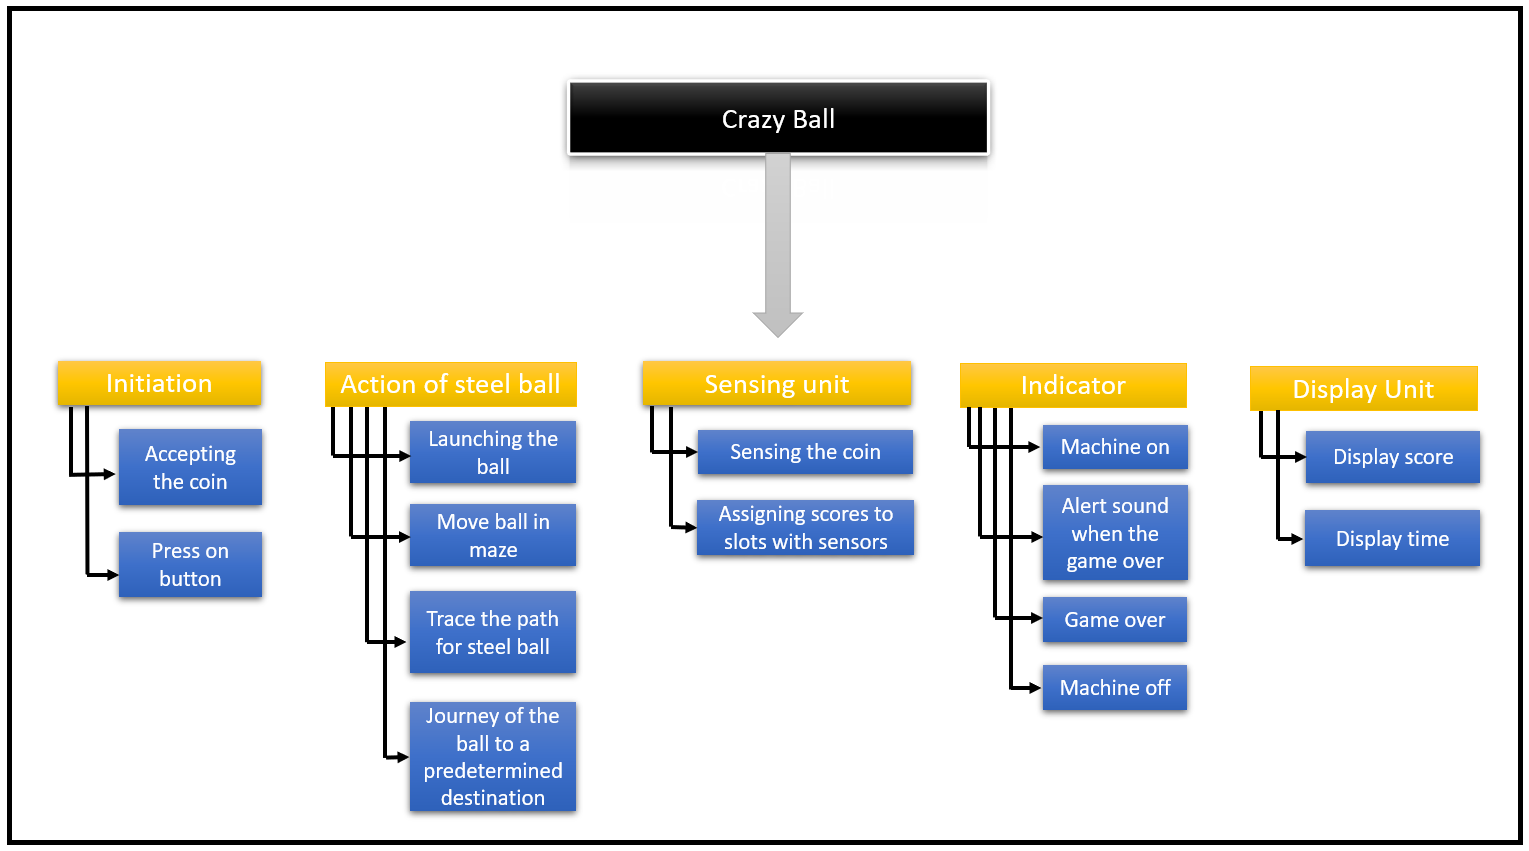 Crazy Ball
Initiation
Accepting
the coin
Press on
button
Action of steel ball
Launching the
ball
Move ball in
maze
Trace the path
for steel ball
Journey of the
ball to a
predetermined
destination
Sensing unit
Sensing the coin
Assigning scores to
slots with sensors
Indicator
Machine on
Alert sound
when the
game over
Game over
Machine off
Display Unit
Display score
Display time